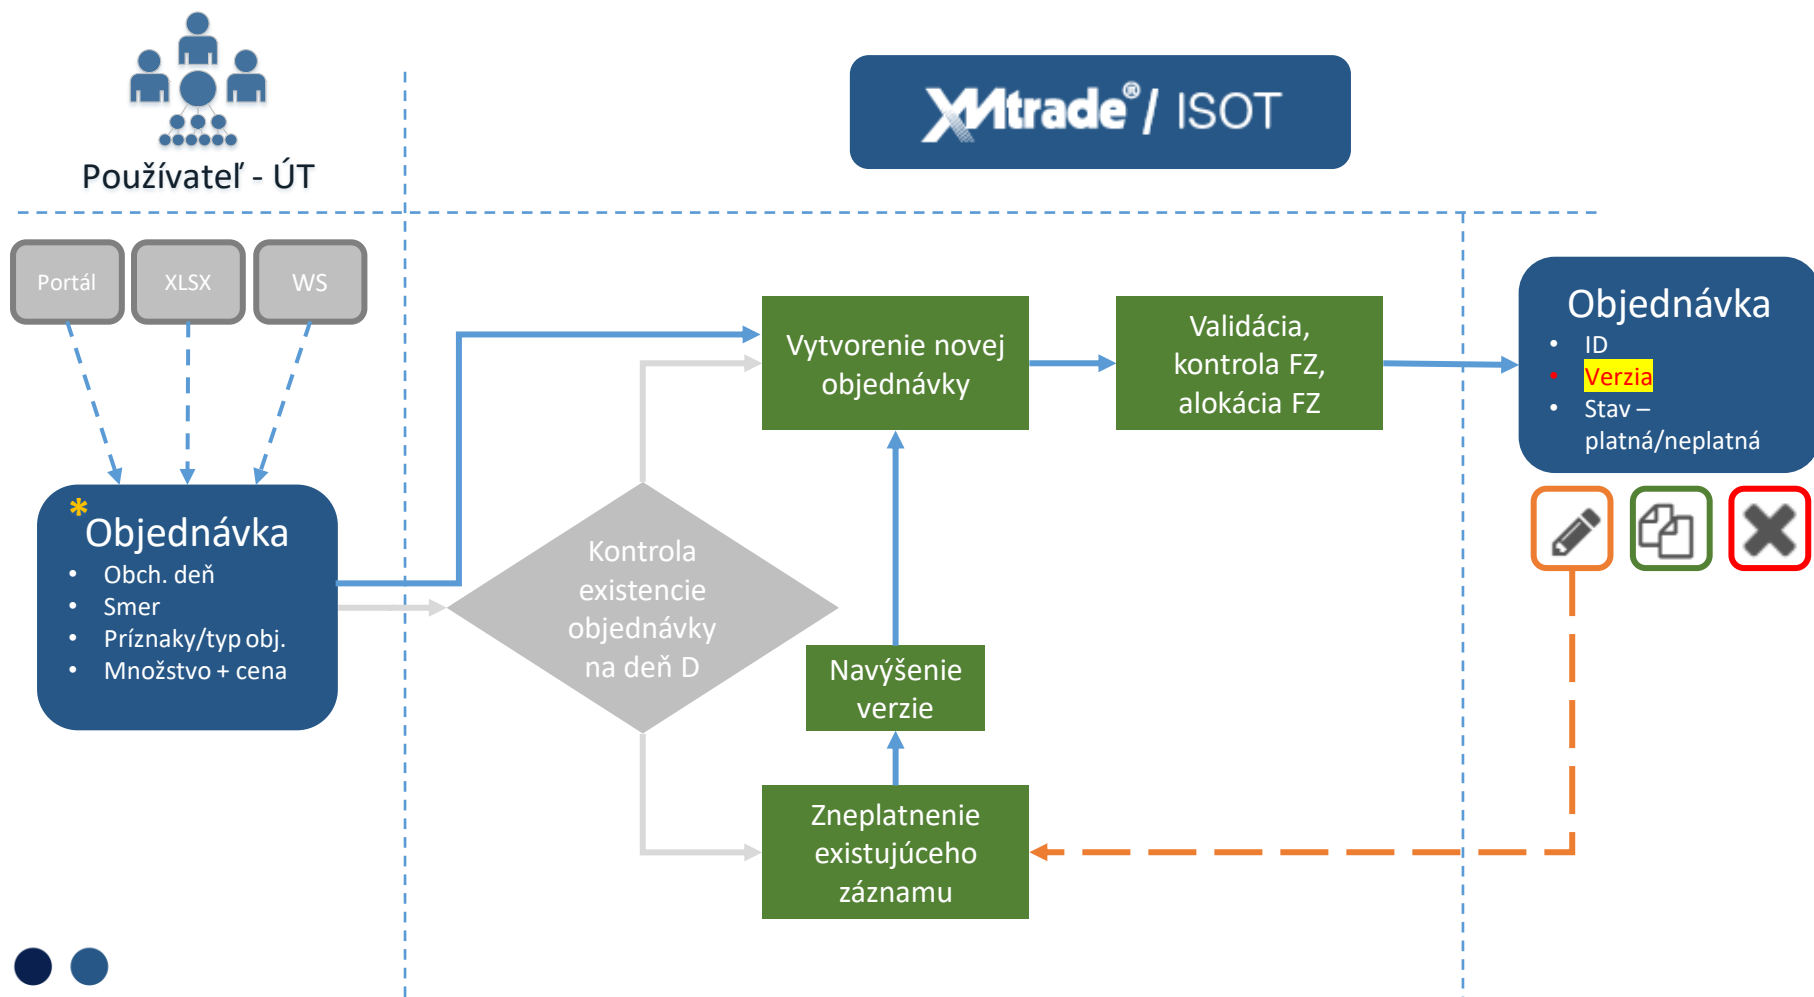 XMtrade® / ISOT
Používateľ - ÚT
Portál
XLSX
WS
* Objednávka
• Obch. deň
• Smer
• Príznaky/typ obj.
• Množstvo + cena
Kontrola
existencie
objednávky
na deň D
Vytvorenie novej
objednávky
Validácia,
kontrola FZ,
alokácia FZ
Navýšenie
verzie
Zneplatnenie
existujúceho
záznamu
Objednávka
• ID
• Verzia
• Stav –
platná/neplatná